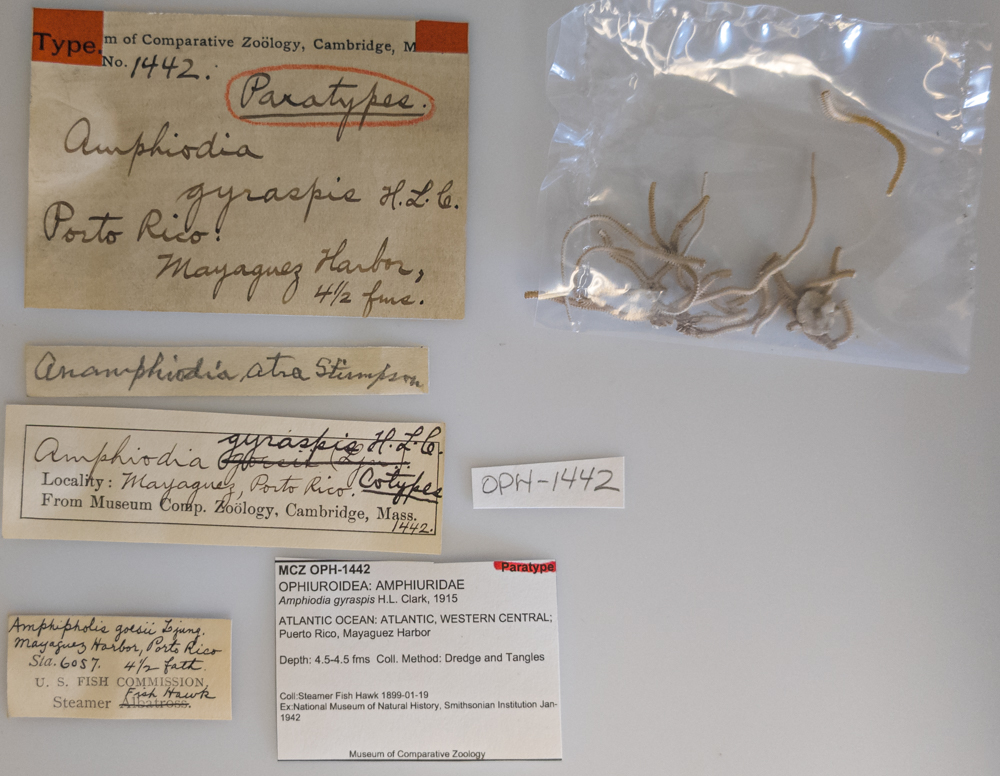 Type.
m of Comparative Zoölogy, Cambridge, M
No. 1442.
Paratypes.
Amphiodia
gyraspis H.L.C.
Porto Rico:
Mayaguez Harbor,
4½ fms.
Anamphiodia atra Stimpson
gyraspis H.L.C.
Amphiodia goesii (Ljun.).
Locality: Mayaguez, Porto Rico. Cotypes
From Museum Comp. Zoölogy, Cambridge, Mass.
1442.
OPH-1442
MCZ OPH-1442 Paratype
OPHIUROIDEA: AMPHIURIDAE
Amphiodia gyraspis H.L. Clark, 1915
ATLANTIC OCEAN: ATLANTIC, WESTERN CENTRAL;
Puerto Rico, Mayaguez Harbor
Depth: 4.5-4.5 fms Coll. Method: Dredge and Tangles
Coll:Steamer Fish Hawk 1899-01-19
Ex:National Museum of Natural History, Smithsonian Institution Jan-
1942
Museum of Comparative Zoology
Amphipholis goesii Ljung.
Mayaguez Harbor, Porto Rico
Sta. 6057. 4½ fath.
U. S. FISH COMMISSION,
Fish Hawk
Steamer Albatross.